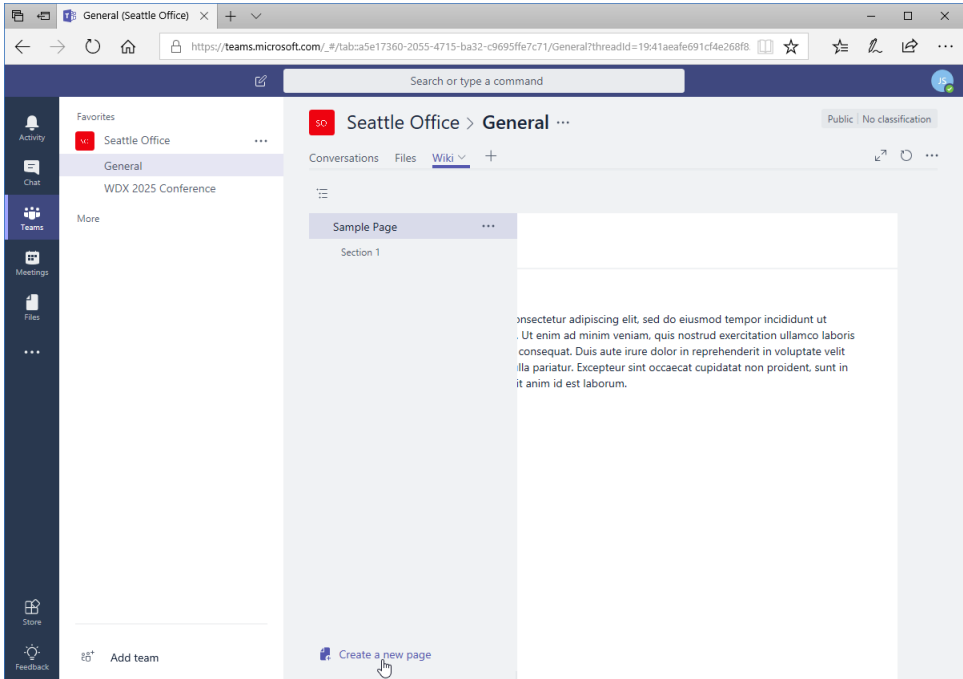 General (Seattle Office)
https://teams.microsoft.com/_#/tab::a5e17360-2055-4715-ba32-c9695ffe7c71/General?threadId=19:41aeafe691cf4e268f8
Search or type a command
JS
Activity
Chat
Teams
Meetings
Files
Store
Feedback
Favorites
SO Seattle Office
General
WDX 2025 Conference
More
Add team
SO Seattle Office > General
Public No classification
Conversations Files Wiki
Sample Page
Section 1
onsectetur adipiscing elit, sed do eiusmod tempor incididunt ut
. Ut enim ad minim veniam, quis nostrud exercitation ullamco laboris
consequat. Duis aute irure dolor in reprehenderit in voluptate velit
lla pariatur. Excepteur sint occaecat cupidatat non proident, sunt in
it anim id est laborum.
Create a new page